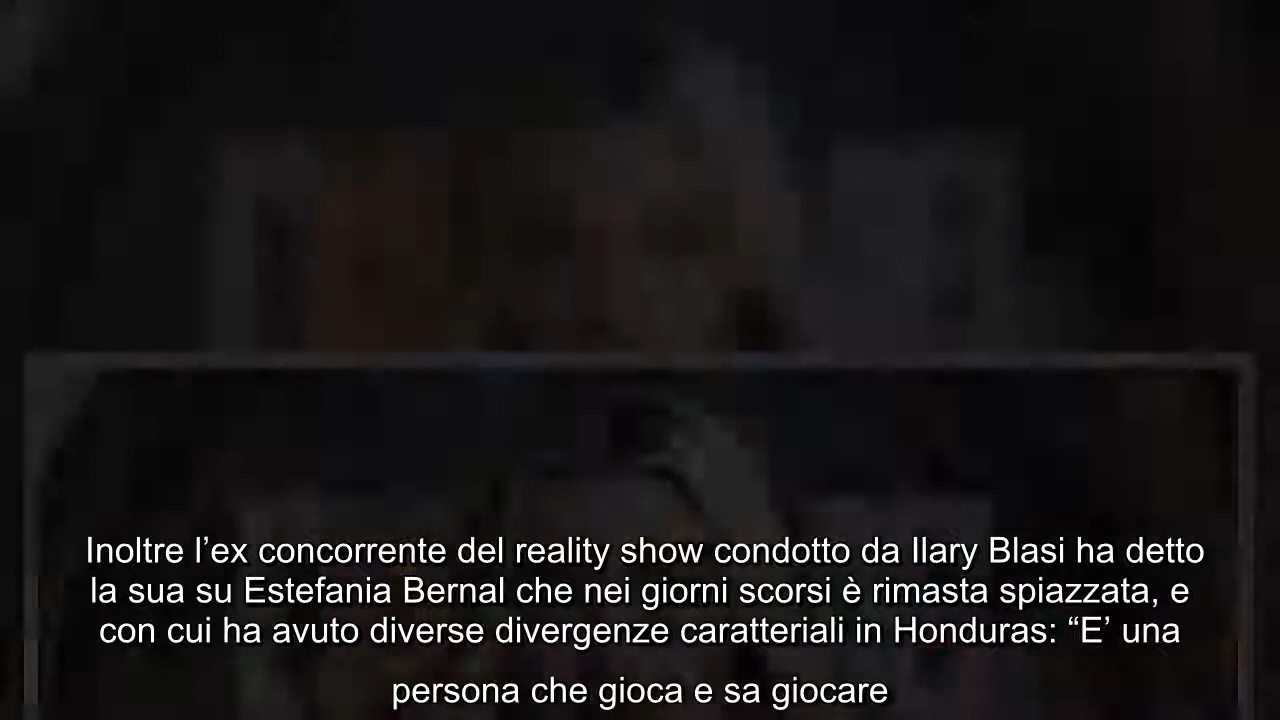 Inoltre l’ex concorrente del reality show condotto da Ilary Blasi ha detto
la sua su Estefania Bernal che nei giorni scorsi è rimasta spiazzata, e
con cui ha avuto diverse divergenze caratteriali in Honduras: “E’ una
persona che gioca e sa giocare